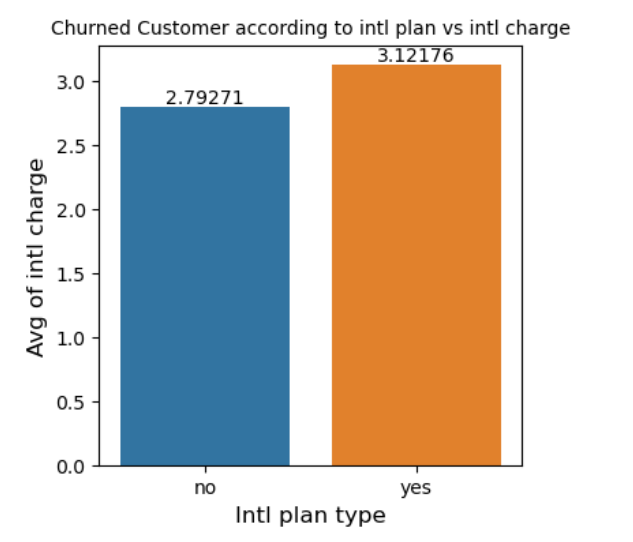 Churned Customer according to intl plan vs intl charge
3.12176
3.0
2.79271
2.5
2.0
Avg of intl charge
1.5
1.0
0.5
0.0
no yes
Intl plan type